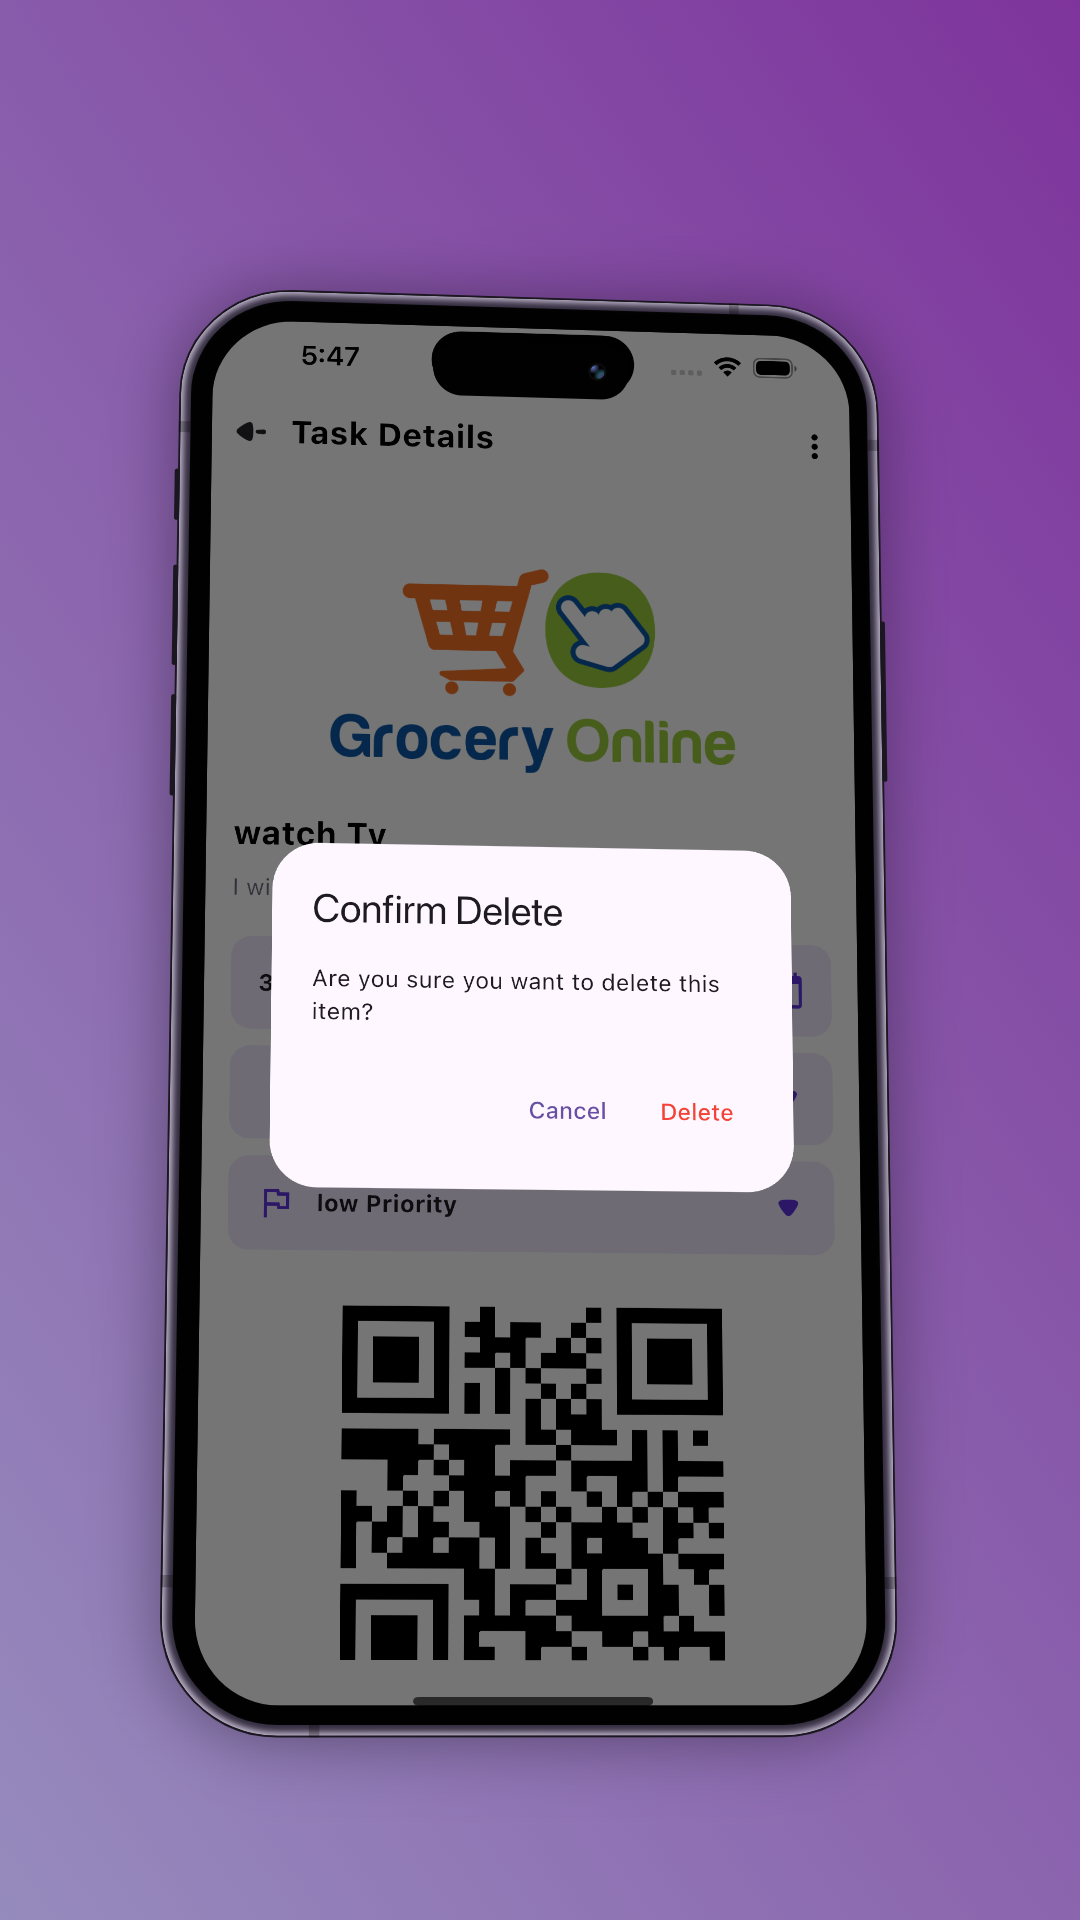 5:47
Task Details
Grocery Online
watch Tv
I wi
3
Confirm Delete
Are you sure you want to delete this
item?
Cancel
Delete
low Priority